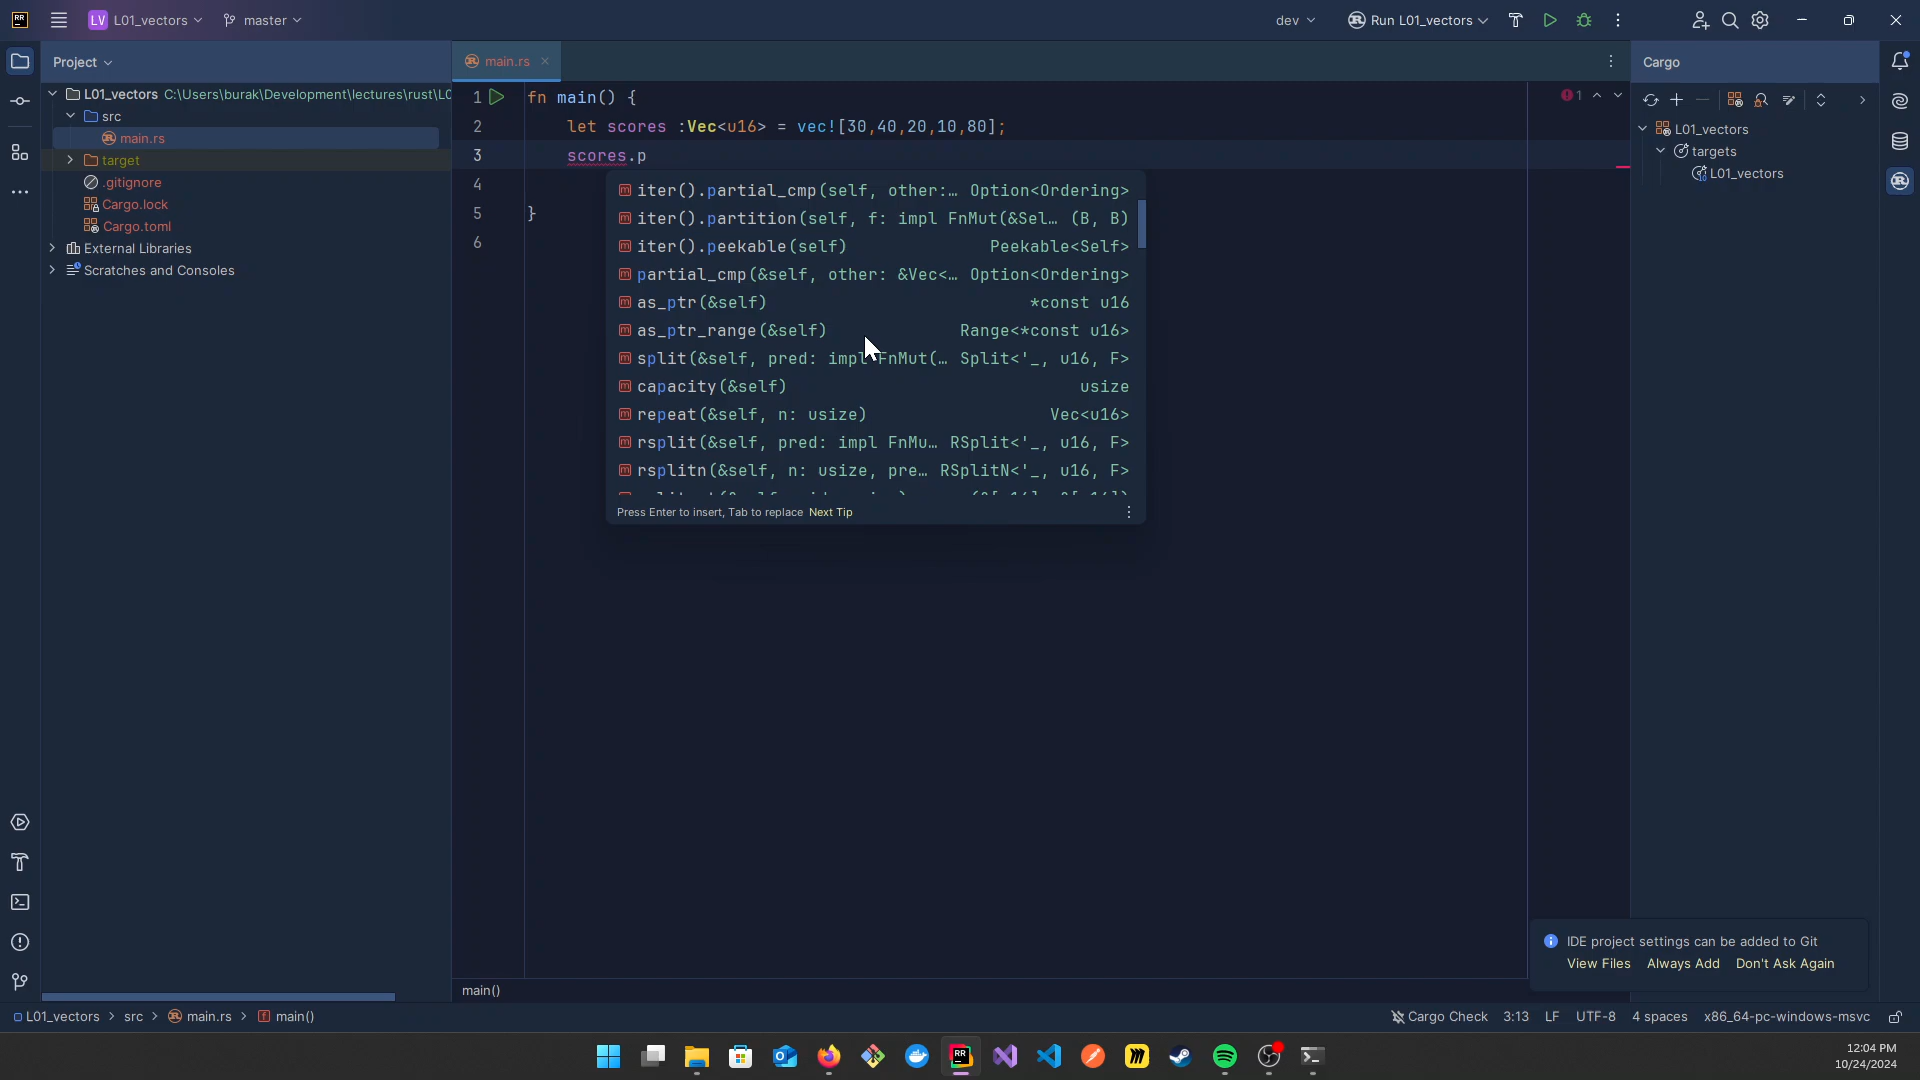 LV L01_vectors master dev Run L01_vectors
Project
L01_vectors C:\Users\burak\Development\lectures\rust\L0
src
main.rs
target
.gitignore
Cargo.lock
Cargo.toml
External Libraries
Scratches and Consoles
main.rs
1 fn main() {
2 let scores :Vec<u16> = vec![30,40,20,10,80];
3 scores.p
4
5 }
6
1
iter().partial_cmp(self, other:… Option<Ordering>
iter().partition(self, f: impl FnMut(&Sel… (B, B)
iter().peekable(self) Peekable<Self>
partial_cmp(&self, other: &Vec<… Option<Ordering>
as_ptr(&self) *const u16
as_ptr_range(&self) Range<*const u16>
split(&self, pred: impl FnMut(… Split<'_, u16, F>
capacity(&self) usize
repeat(&self, n: usize) Vec<u16>
rsplit(&self, pred: impl FnMu… RSplit<'_, u16, F>
rsplitn(&self, n: usize, pre… RSplitN<'_, u16, F>
Press Enter to insert, Tab to replace Next Tip
Cargo
L01_vectors
targets
L01_vectors
IDE project settings can be added to Git
View Files Always Add Don't Ask Again
main()
L01_vectors > src > main.rs > main() Cargo Check 3:13 LF UTF-8 4 spaces x86_64-pc-windows-msvc
12:04 PM
10/24/2024